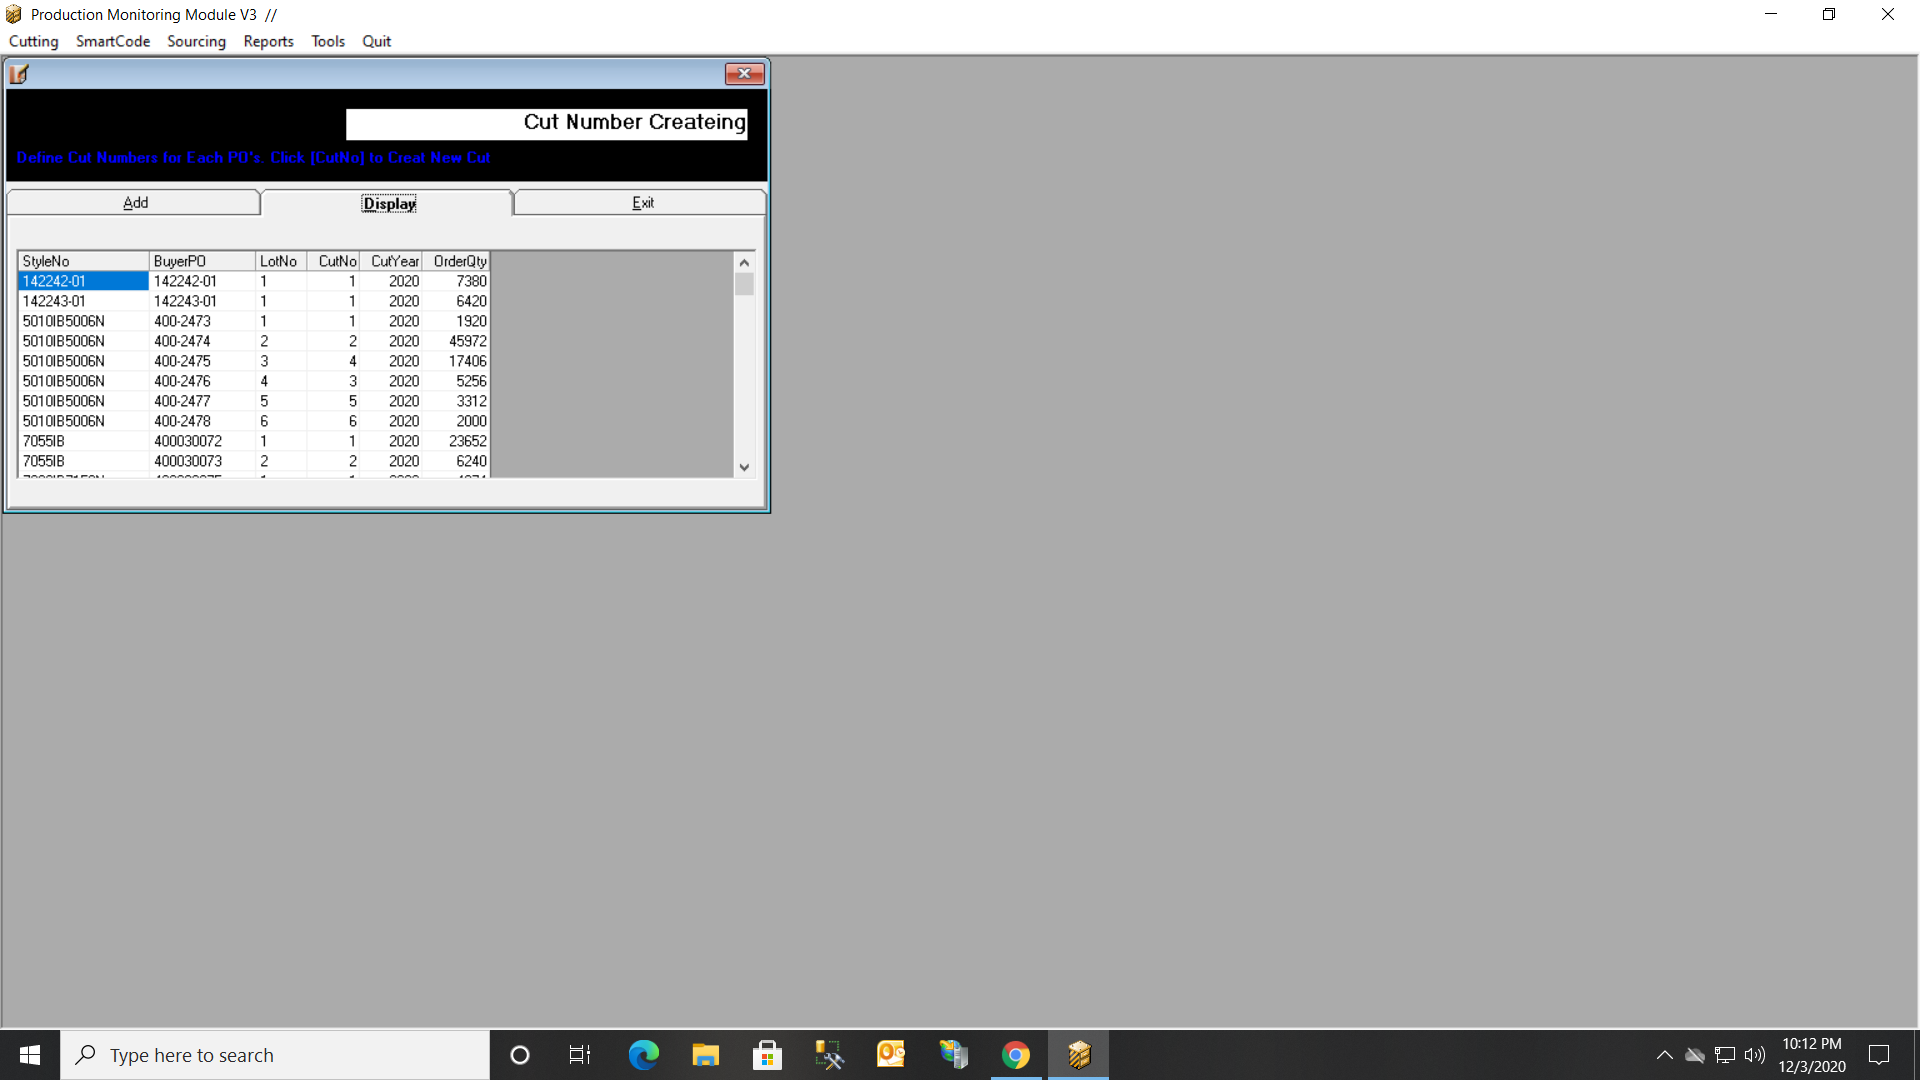 Production Monitoring Module V3 //
Cutting SmartCode Sourcing Reports Tools Quit
Cut Number Createing
Define Cut Numbers for Each PO's. Click [CutNo] to Creat New Cut
Add Display Exit
StyleNo BuyerPO LotNo CutNo CutYear OrderQty
142242-01 142242-01 1 1 2020 7380
142243-01 142243-01 1 1 2020 6420
5010IB5006N 400-2473 1 1 2020 1920
5010IB5006N 400-2474 2 2 2020 45972
5010IB5006N 400-2475 3 4 2020 17406
5010IB5006N 400-2476 4 3 2020 5256
5010IB5006N 400-2477 5 5 2020 3312
5010IB5006N 400-2478 6 6 2020 2000
7055IB 400030072 1 1 2020 23652
7055IB 400030073 2 2 2020 6240
Type here to search
10:12 PM
12/3/2020